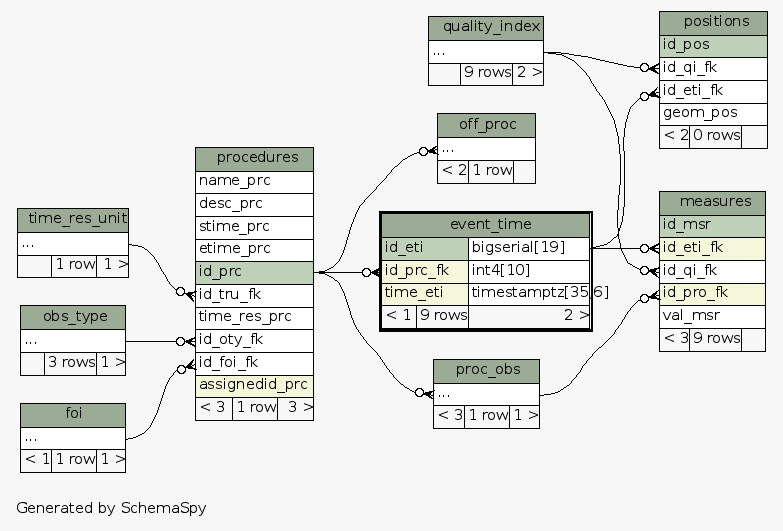 quality_index
...
9 rows 2 >
positions
id_pos
id_qi_fk
id_eti_fk
geom_pos
< 2 0 rows
off_proc
...
< 2 1 row
procedures
name_prc
desc_prc
stime_prc
etime_prc
id_prc
id_tru_fk
time_res_prc
id_oty_fk
id_foi_fk
assignedid_prc
< 3 1 row 3 >
time_res_unit
...
1 row 1 >
event_time
id_eti bigserial[19]
id_prc_fk int4[10]
time_eti timestamptz[35,6]
< 1 9 rows 2 >
measures
id_msr
id_eti_fk
id_qi_fk
id_pro_fk
val_msr
< 3 9 rows
obs_type
...
3 rows 1 >
proc_obs
...
< 3 1 row 1 >
foi
...
< 1 1 row 1 >
Generated by SchemaSpy